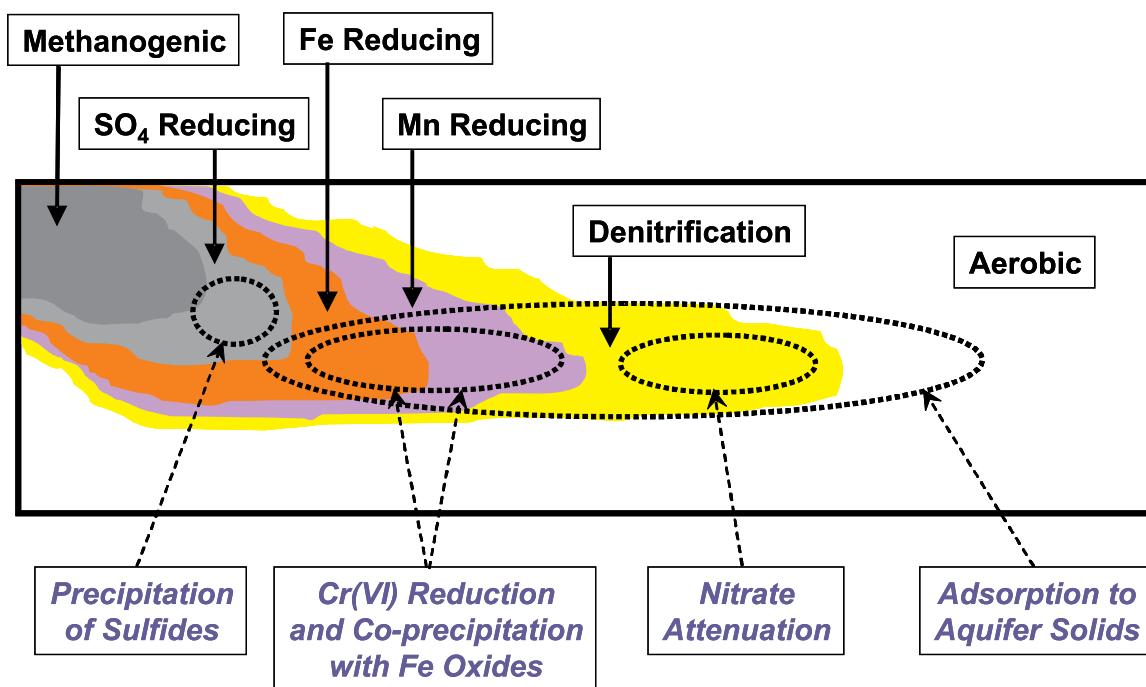 Methanogenic
Fe Reducing
SO₄ Reducing
Mn Reducing
Denitrification
Aerobic
Precipitation
of Sulfides
Cr(VI) Reduction
and Co-precipitation
with Fe Oxides
Nitrate
Attenuation
Adsorption to
Aquifer Solids